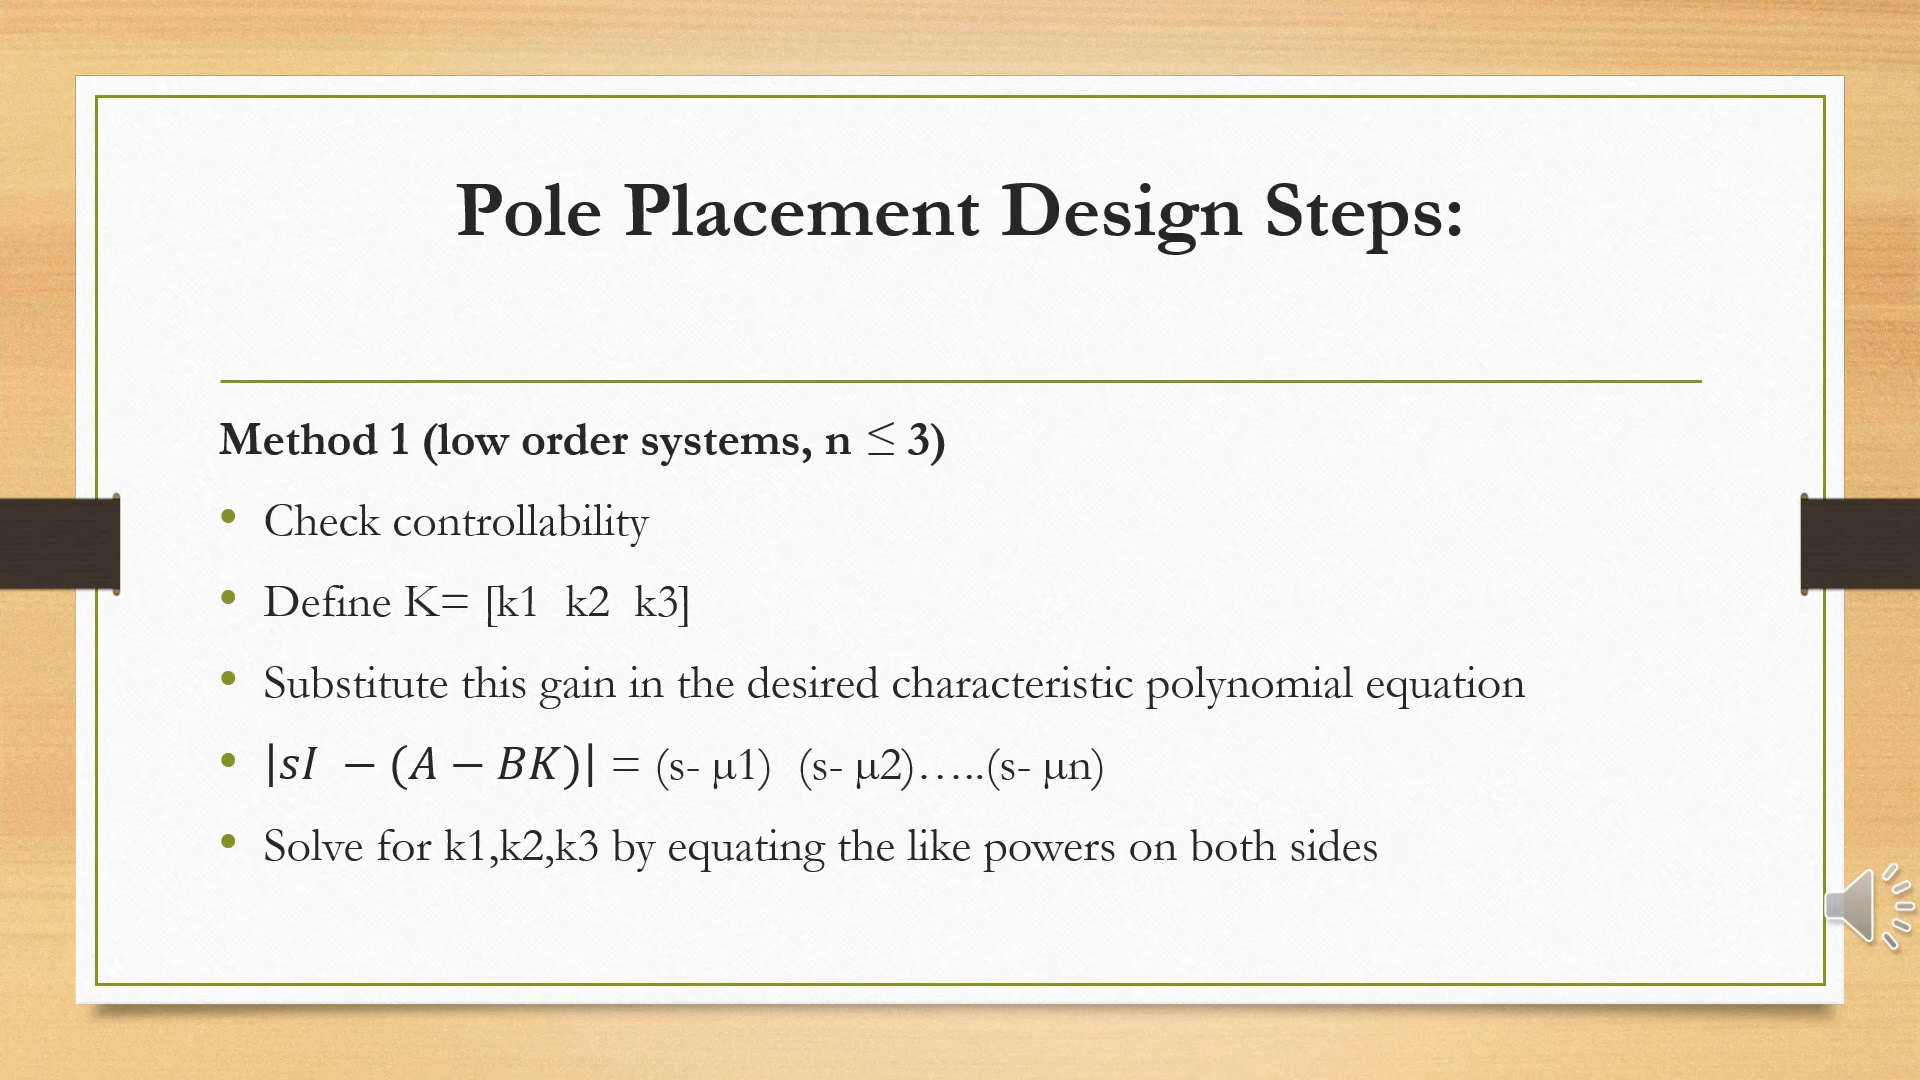 Pole Placement Design Steps:
Method 1 (low order systems, n ≤ 3)
• Check controllability
• Define K= [k1 k2 k3]
• Substitute this gain in the desired characteristic polynomial equation
• |sI − (A − BK)| = (s- µ1) (s- µ2)…..(s- µn)
• Solve for k1,k2,k3 by equating the like powers on both sides